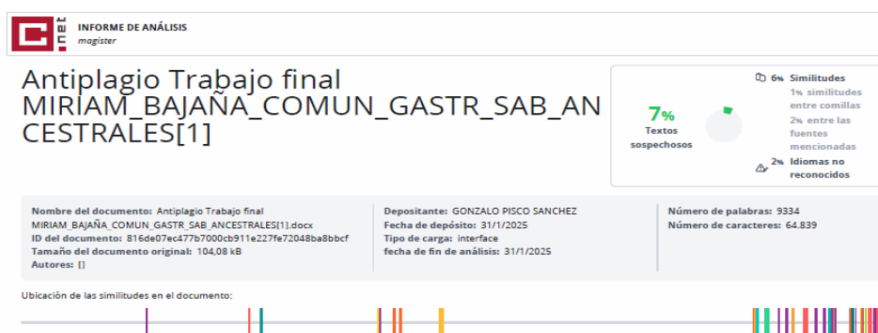 net
INFORME DE ANÁLISIS
magister
Antiplagio Trabajo final
MIRIAM_BAJAÑA_COMUN_GASTR_SAB_AN
CESTRALES[1]
7%
Textos
sospechosos
6% Similitudes
1% similitudes
entre comillas
2% entre las
fuentes
mencionadas
2% Idiomas no
reconocidos
Nombre del documento: Antiplagio Trabajo final
MIRIAM_BAJAÑA_COMUN_GASTR_SAB_ANCESTRALES[1].docx
ID del documento: 816de07ec477b7000cb911e227fe72048ba8bbcf
Tamaño del documento original: 104,08 kB
Autores: []
Depositante: GONZALO PISCO SANCHEZ
Fecha de depósito: 31/1/2025
Tipo de carga: interface
fecha de fin de análisis: 31/1/2025
Número de palabras: 9334
Número de caracteres: 64.839
Ubicación de las similitudes en el documento: